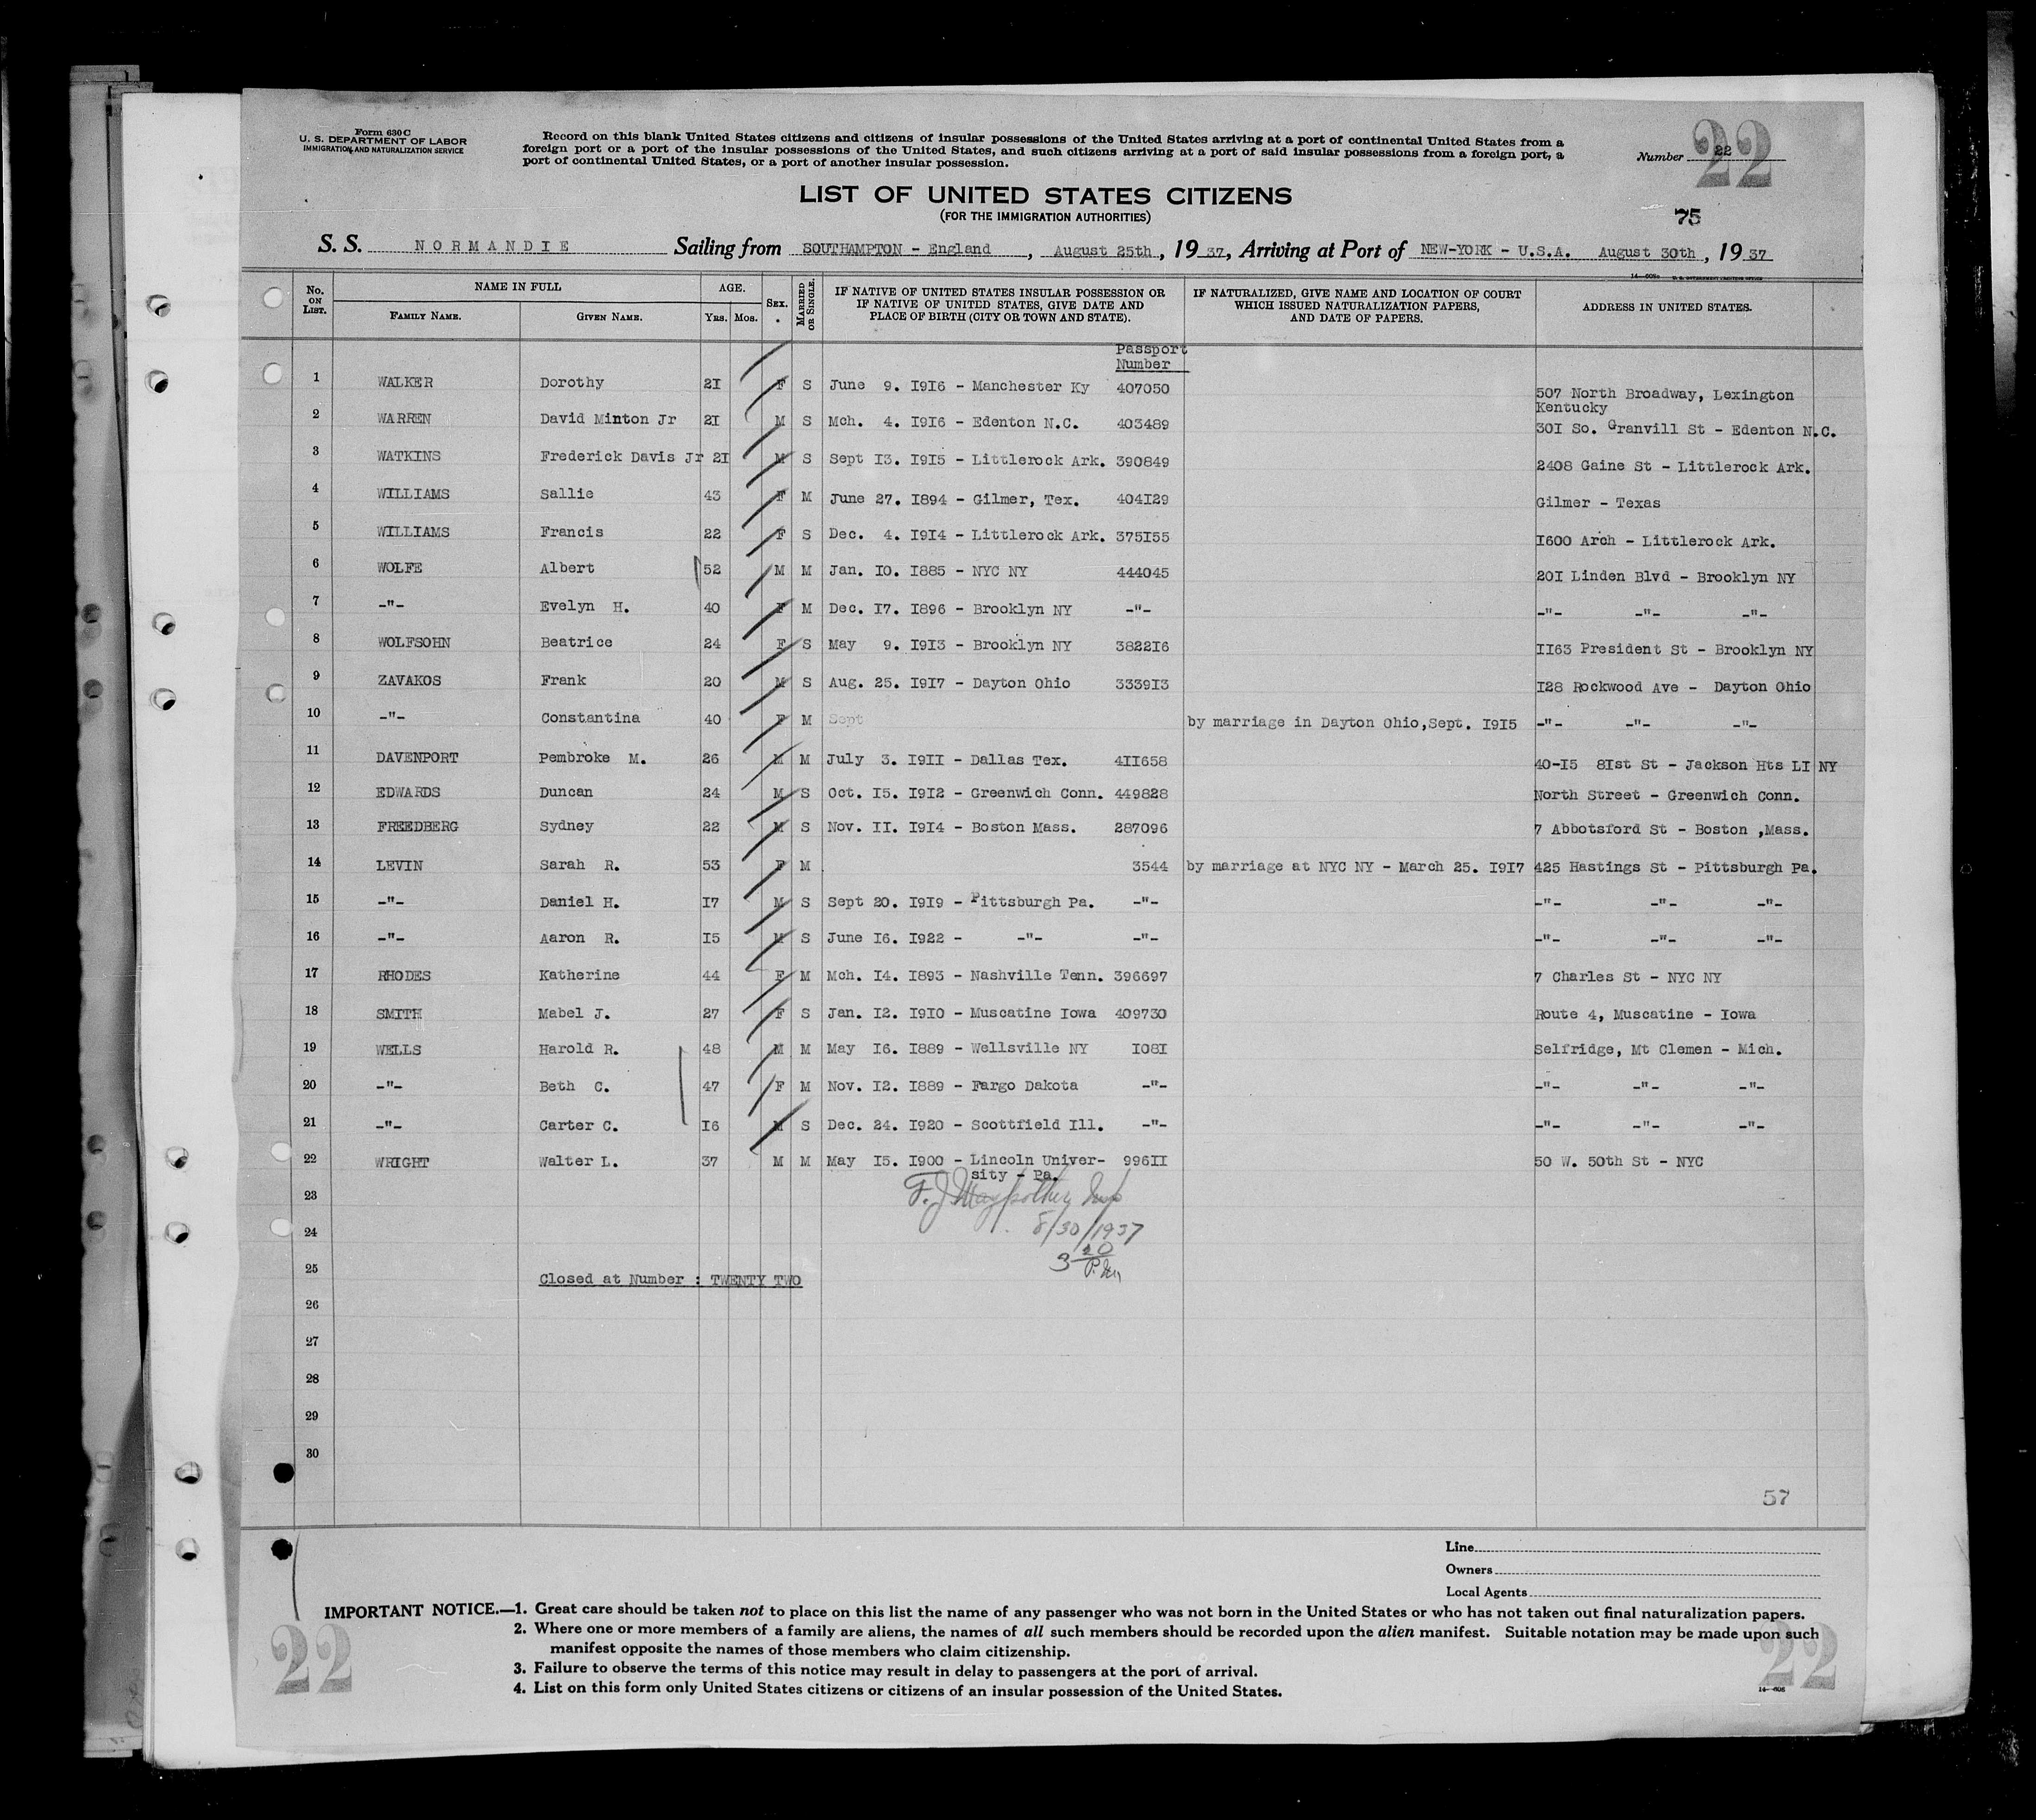 Form 630 C
U. S. DEPARTMENT OF LABOR
IMMIGRATION AND NATURALIZATION SERVICE
Record on this blank United States citizens and citizens of insular possessions of the United States arriving at a port of continental United States from a
foreign port or a port of the insular possessions of the United States, and such citizens arriving at a port of said insular possessions from a foreign port, a
port of continental United States, or a port of another insular possession.
22
Number 22
LIST OF UNITED STATES CITIZENS
(FOR THE IMMIGRATION AUTHORITIES)
75
S. S. NORMANDIE Sailing from SOUTHAMPTON - England, August 25th, 19 37, Arriving at Port of NEW-YORK - U.S.A. August 30th, 19 37
No. ON LIST. NAME IN FULL FAMILY NAME. GIVEN NAME. AGE. YRS. MOS. SEX. MARRIED OR SINGLE. IF NATIVE OF UNITED STATES INSULAR POSSESSION OR IF NATIVE OF UNITED STATES, GIVE DATE AND PLACE OF BIRTH (CITY OR TOWN AND STATE). IF NATURALIZED, GIVE NAME AND LOCATION OF COURT WHICH ISSUED NATURALIZATION PAPERS, AND DATE OF PAPERS. ADDRESS IN UNITED STATES.
Passport
Number
1 WALKER Dorothy 2I F S June 9. I9I6 - Manchester Ky 407050 507 North Broadway, Lexington
Kentucky
2 WARREN David Minton Jr 2I M S Mch. 4. I9I6 - Edenton N.C. 403489 30I So. Granvill St - Edenton N.C.
3 WATKINS Frederick Davis Jr 2I M S Sept I3. I9I5 - Littlerock Ark. 390849 2408 Gaine St - Littlerock Ark.
4 WILLIAMS Sallie 43 F M June 27. I894 - Gilmer, Tex. 404I29 Gilmer - Texas
5 WILLIAMS Francis 22 F S Dec. 4. I9I4 - Littlerock Ark. 375I55 I600 Arch - Littlerock Ark.
6 WOLFE Albert 52 M M Jan. I0. I885 - NYC NY 444045 20I Linden Blvd - Brooklyn NY
7 -"- Evelyn H. 40 F M Dec. I7. I896 - Brooklyn NY -"- -"- -"- -"-
8 WOLFSOHN Beatrice 24 F S May 9. I9I3 - Brooklyn NY 3822I6 II63 President St - Brooklyn NY
9 ZAVAKOS Frank 20 M S Aug. 25. I9I7 - Dayton Ohio 3339I3 I28 Rockwood Ave - Dayton Ohio
10 -"- Constantina 40 F M Sept by marriage in Dayton Ohio,Sept. I9I5 -"- -"- -"-
11 DAVENPORT Pembroke M. 26 M M July 3. I9II - Dallas Tex. 4II658 40-I5 8Ist St - Jackson Hts LI NY
12 EDWARDS Duncan 24 M S Oct. I5. I9I2 - Greenwich Conn. 449828 North Street - Greenwich Conn.
13 FREEDBERG Sydney 22 M S Nov. II. I9I4 - Boston Mass. 287096 7 Abbotsford St - Boston ,Mass.
14 LEVIN Sarah R. 53 F M 3544 by marriage at NYC NY - March 25. I9I7 425 Hastings St - Pittsburgh Pa.
15 -"- Daniel H. I7 M S Sept 20. I9I9 - Pittsburgh Pa. -"- -"- -"- -"-
16 -"- Aaron R. I5 M S June I6. I922 - -"- -"- -"- -"- -"-
17 RHODES Katherine 44 F M Mch. I4. I893 - Nashville Tenn. 396697 7 Charles St - NYC NY
18 SMITH Mabel J. 27 F S Jan. I2. I9I0 - Muscatine Iowa 409730 Route 4, Muscatine - Iowa
19 WELLS Harold R. 48 M M May I6. I889 - Wellsville NY I08I Selfridge, Mt Clemen - Mich.
20 -"- Beth C. 47 F M Nov. I2. I889 - Fargo Dakota -"- -"- -"- -"-
21 -"- Carter C. I6 M S Dec. 24. I920 - Scottfield Ill. -"- -"- -"- -"-
22 WRIGHT Walter L. 37 M M May I5. I900 - Lincoln Univer- 996II 50 W. 50th St - NYC
sity - Pa.
23
24 8/30/1937
3 20 P.M.
25 Closed at Number : TWENTY TWO
26
27
28
29
30
57
Line
Owners
Local Agents
IMPORTANT NOTICE.—1. Great care should be taken not to place on this list the name of any passenger who was not born in the United States or who has not taken out final naturalization papers.
2. Where one or more members of a family are aliens, the names of all such members should be recorded upon the alien manifest. Suitable notation may be made upon such
manifest opposite the names of those members who claim citizenship.
3. Failure to observe the terms of this notice may result in delay to passengers at the port of arrival.
4. List on this form only United States citizens or citizens of an insular possession of the United States.
22
22